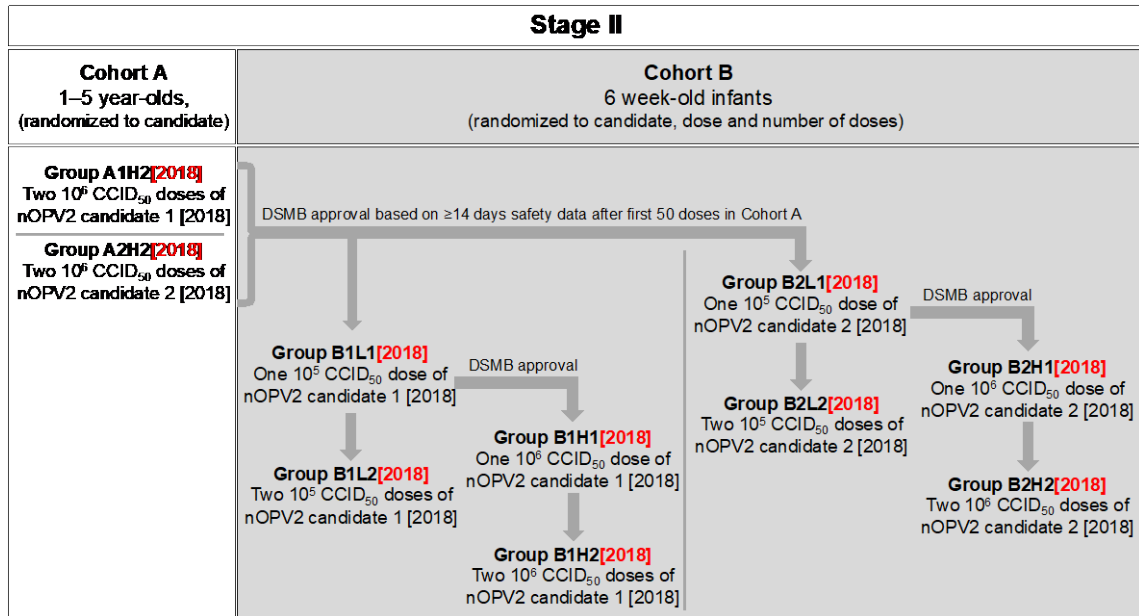 Stage II
Cohort A
1–5 year-olds,
(randomized to candidate)
Cohort B
6 week-old infants
(randomized to candidate, dose and number of doses)
Group A1H2[2018]
Two 10⁶ CCID₅₀ doses of
nOPV2 candidate 1 [2018]
Group A2H2[2018]
Two 10⁶ CCID₅₀ doses of
nOPV2 candidate 2 [2018]
DSMB approval based on ≥14 days safety data after first 50 doses in Cohort A
Group B1L1[2018]
One 10⁵ CCID₅₀ dose of
nOPV2 candidate 1 [2018]
DSMB approval
Group B1L2[2018]
Two 10⁵ CCID₅₀ doses of
nOPV2 candidate 1 [2018]
Group B1H1[2018]
One 10⁶ CCID₅₀ dose of
nOPV2 candidate 1 [2018]
Group B1H2[2018]
Two 10⁶ CCID₅₀ doses of
nOPV2 candidate 1 [2018]
Group B2L1[2018]
One 10⁵ CCID₅₀ dose of
nOPV2 candidate 2 [2018]
DSMB approval
Group B2L2[2018]
Two 10⁵ CCID₅₀ doses of
nOPV2 candidate 2 [2018]
Group B2H1[2018]
One 10⁶ CCID₅₀ dose of
nOPV2 candidate 2 [2018]
Group B2H2[2018]
Two 10⁶ CCID₅₀ doses of
nOPV2 candidate 2 [2018]